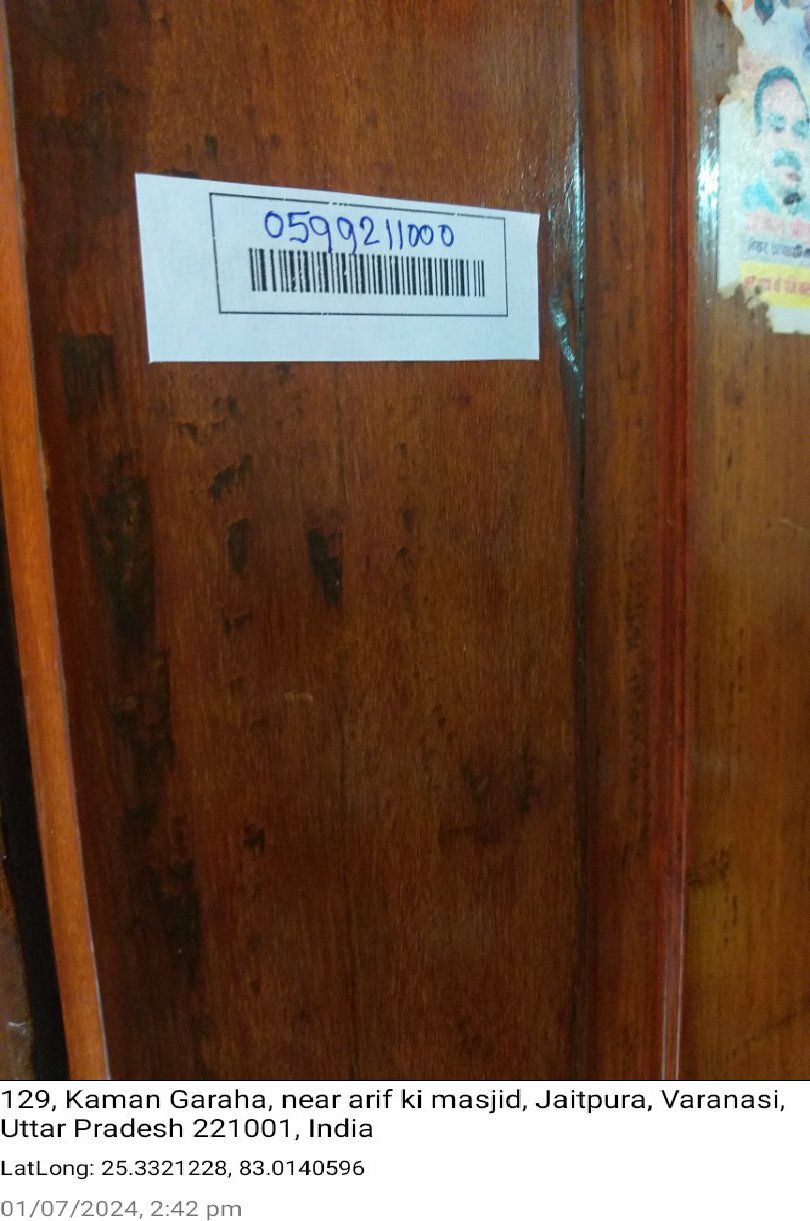 0599211000
129, Kaman Garaha, near arif ki masjid, Jaitpura, Varanasi,
Uttar Pradesh 221001, India
LatLong: 25.3321228, 83.0140596
01/07/2024, 2:42 pm